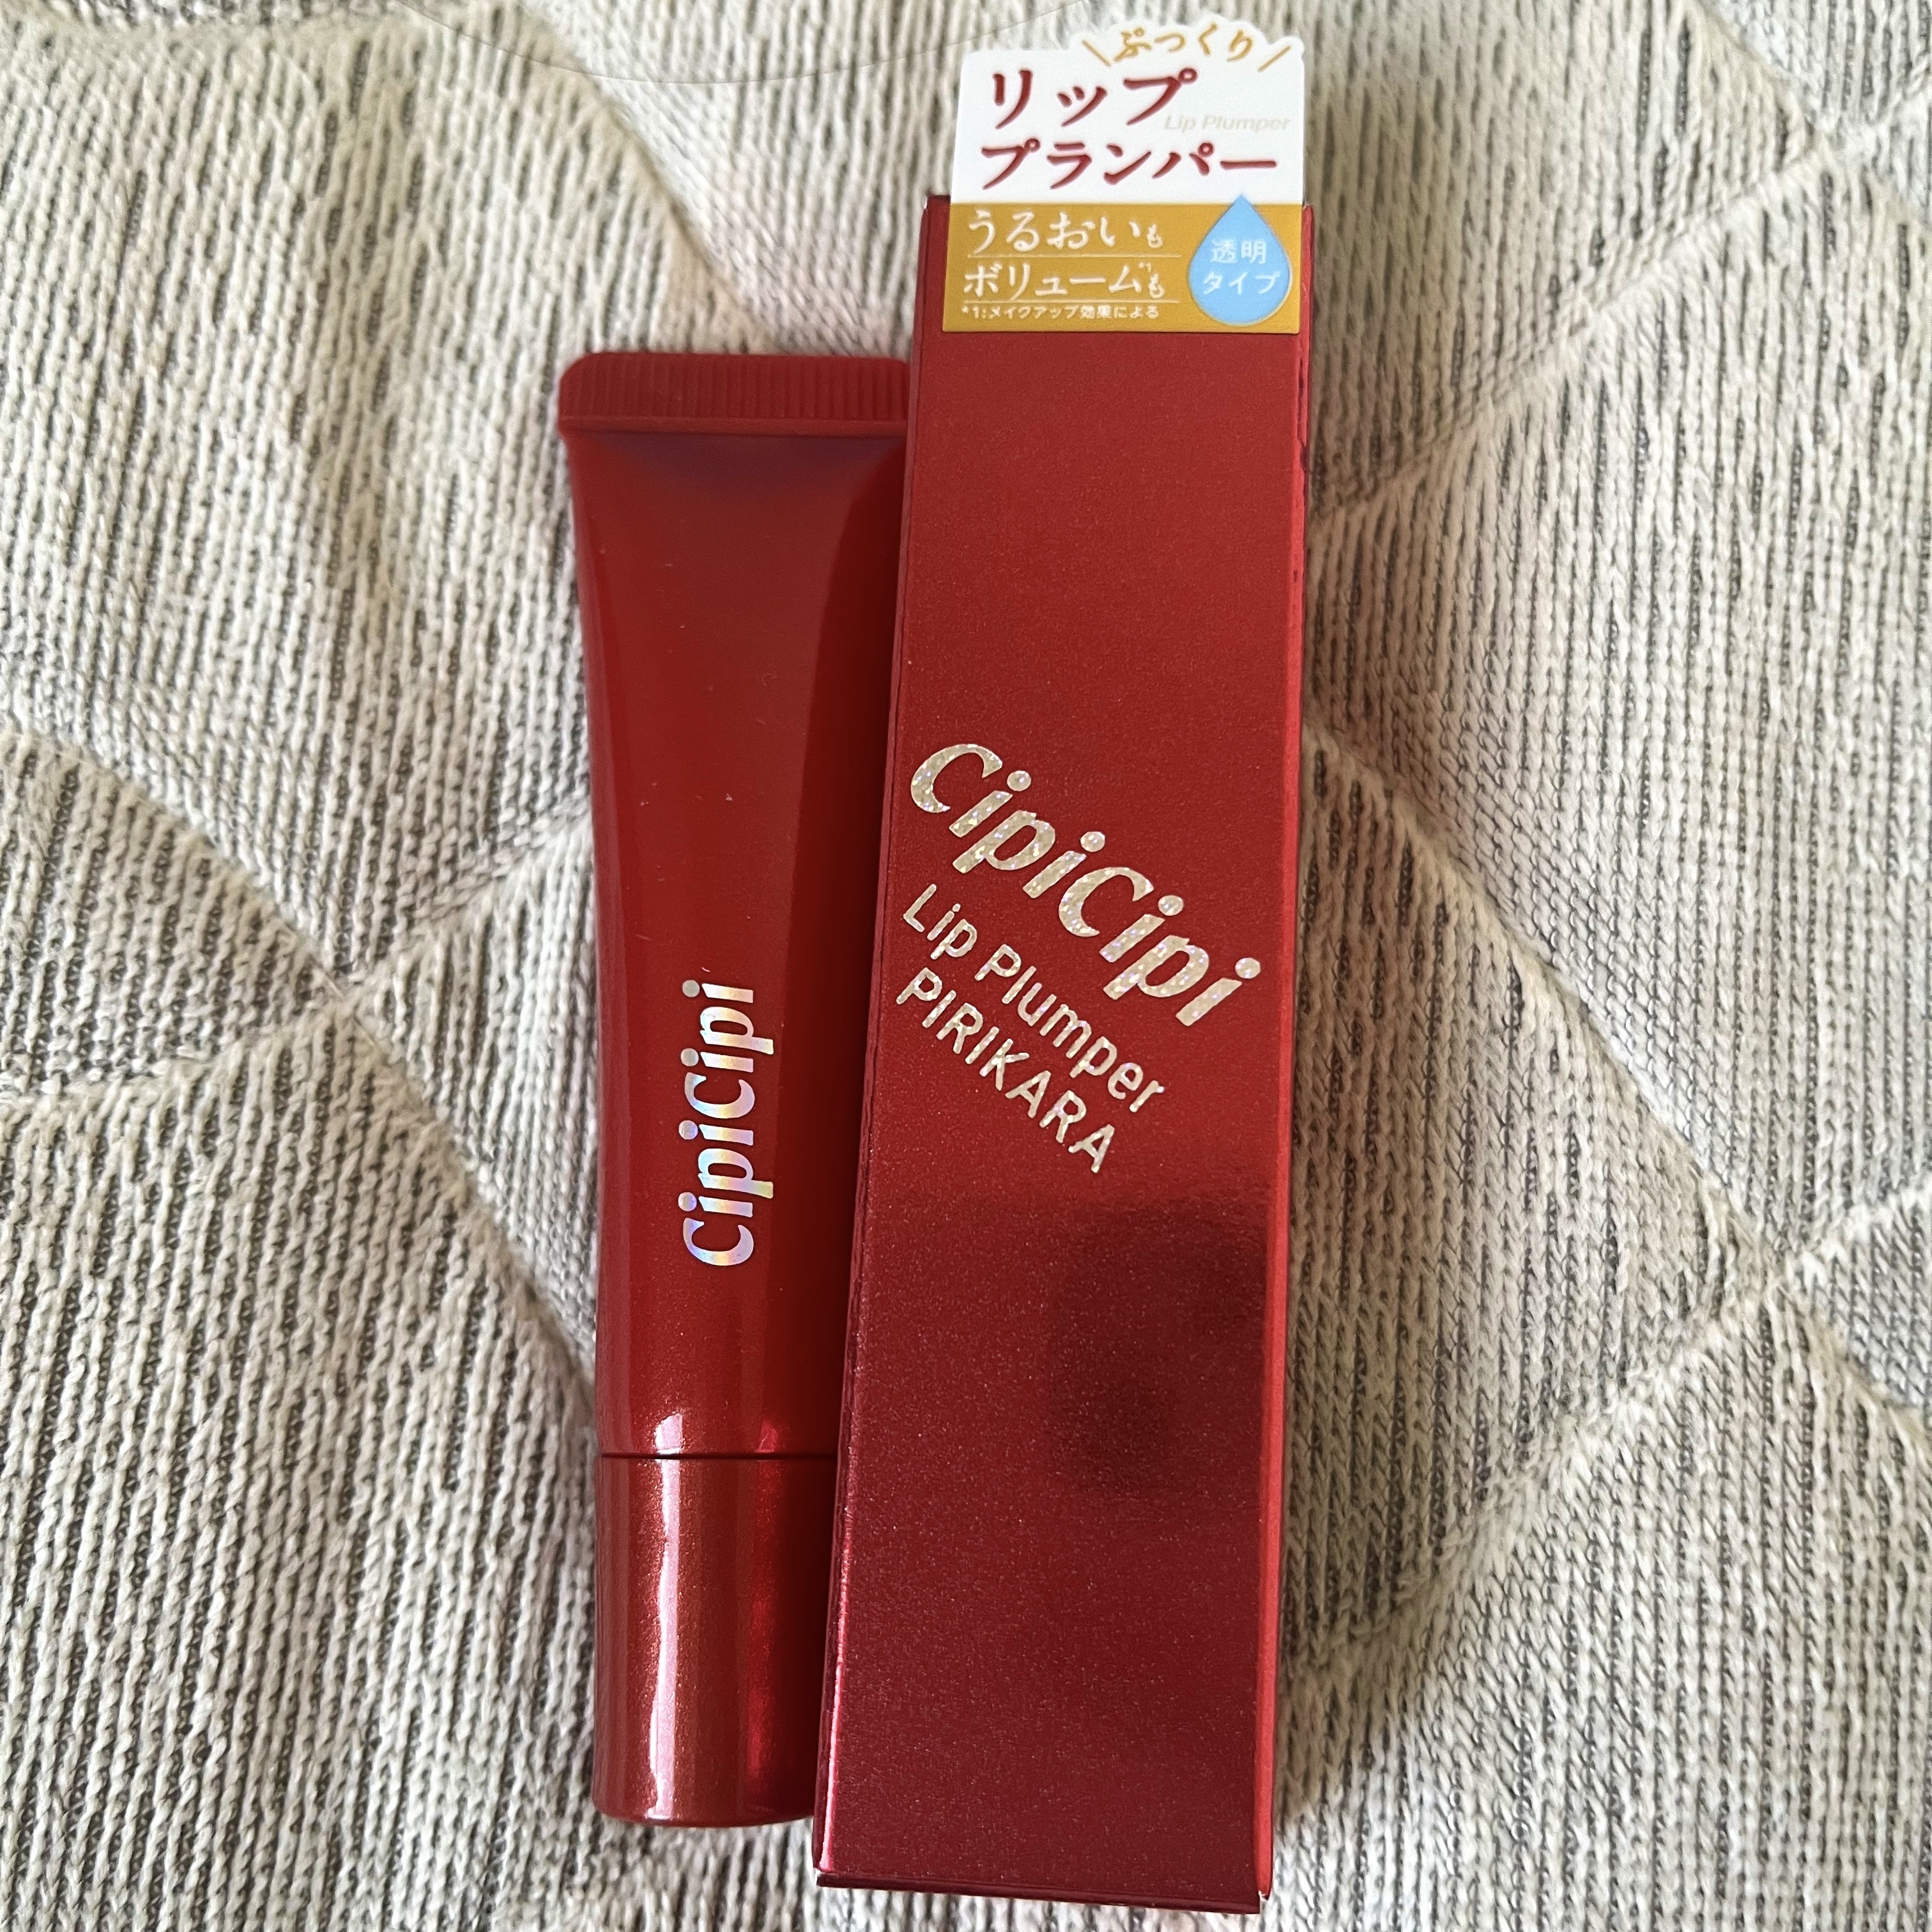 \ ぷっくり /
リップ
Lip Plumper
プランパー
うるおいも
ボリューム*1も
*1:メイクアップ効果による
透明
タイプ
CipiCipi
Lip Plumper
PIRIKARA
CipiCipi